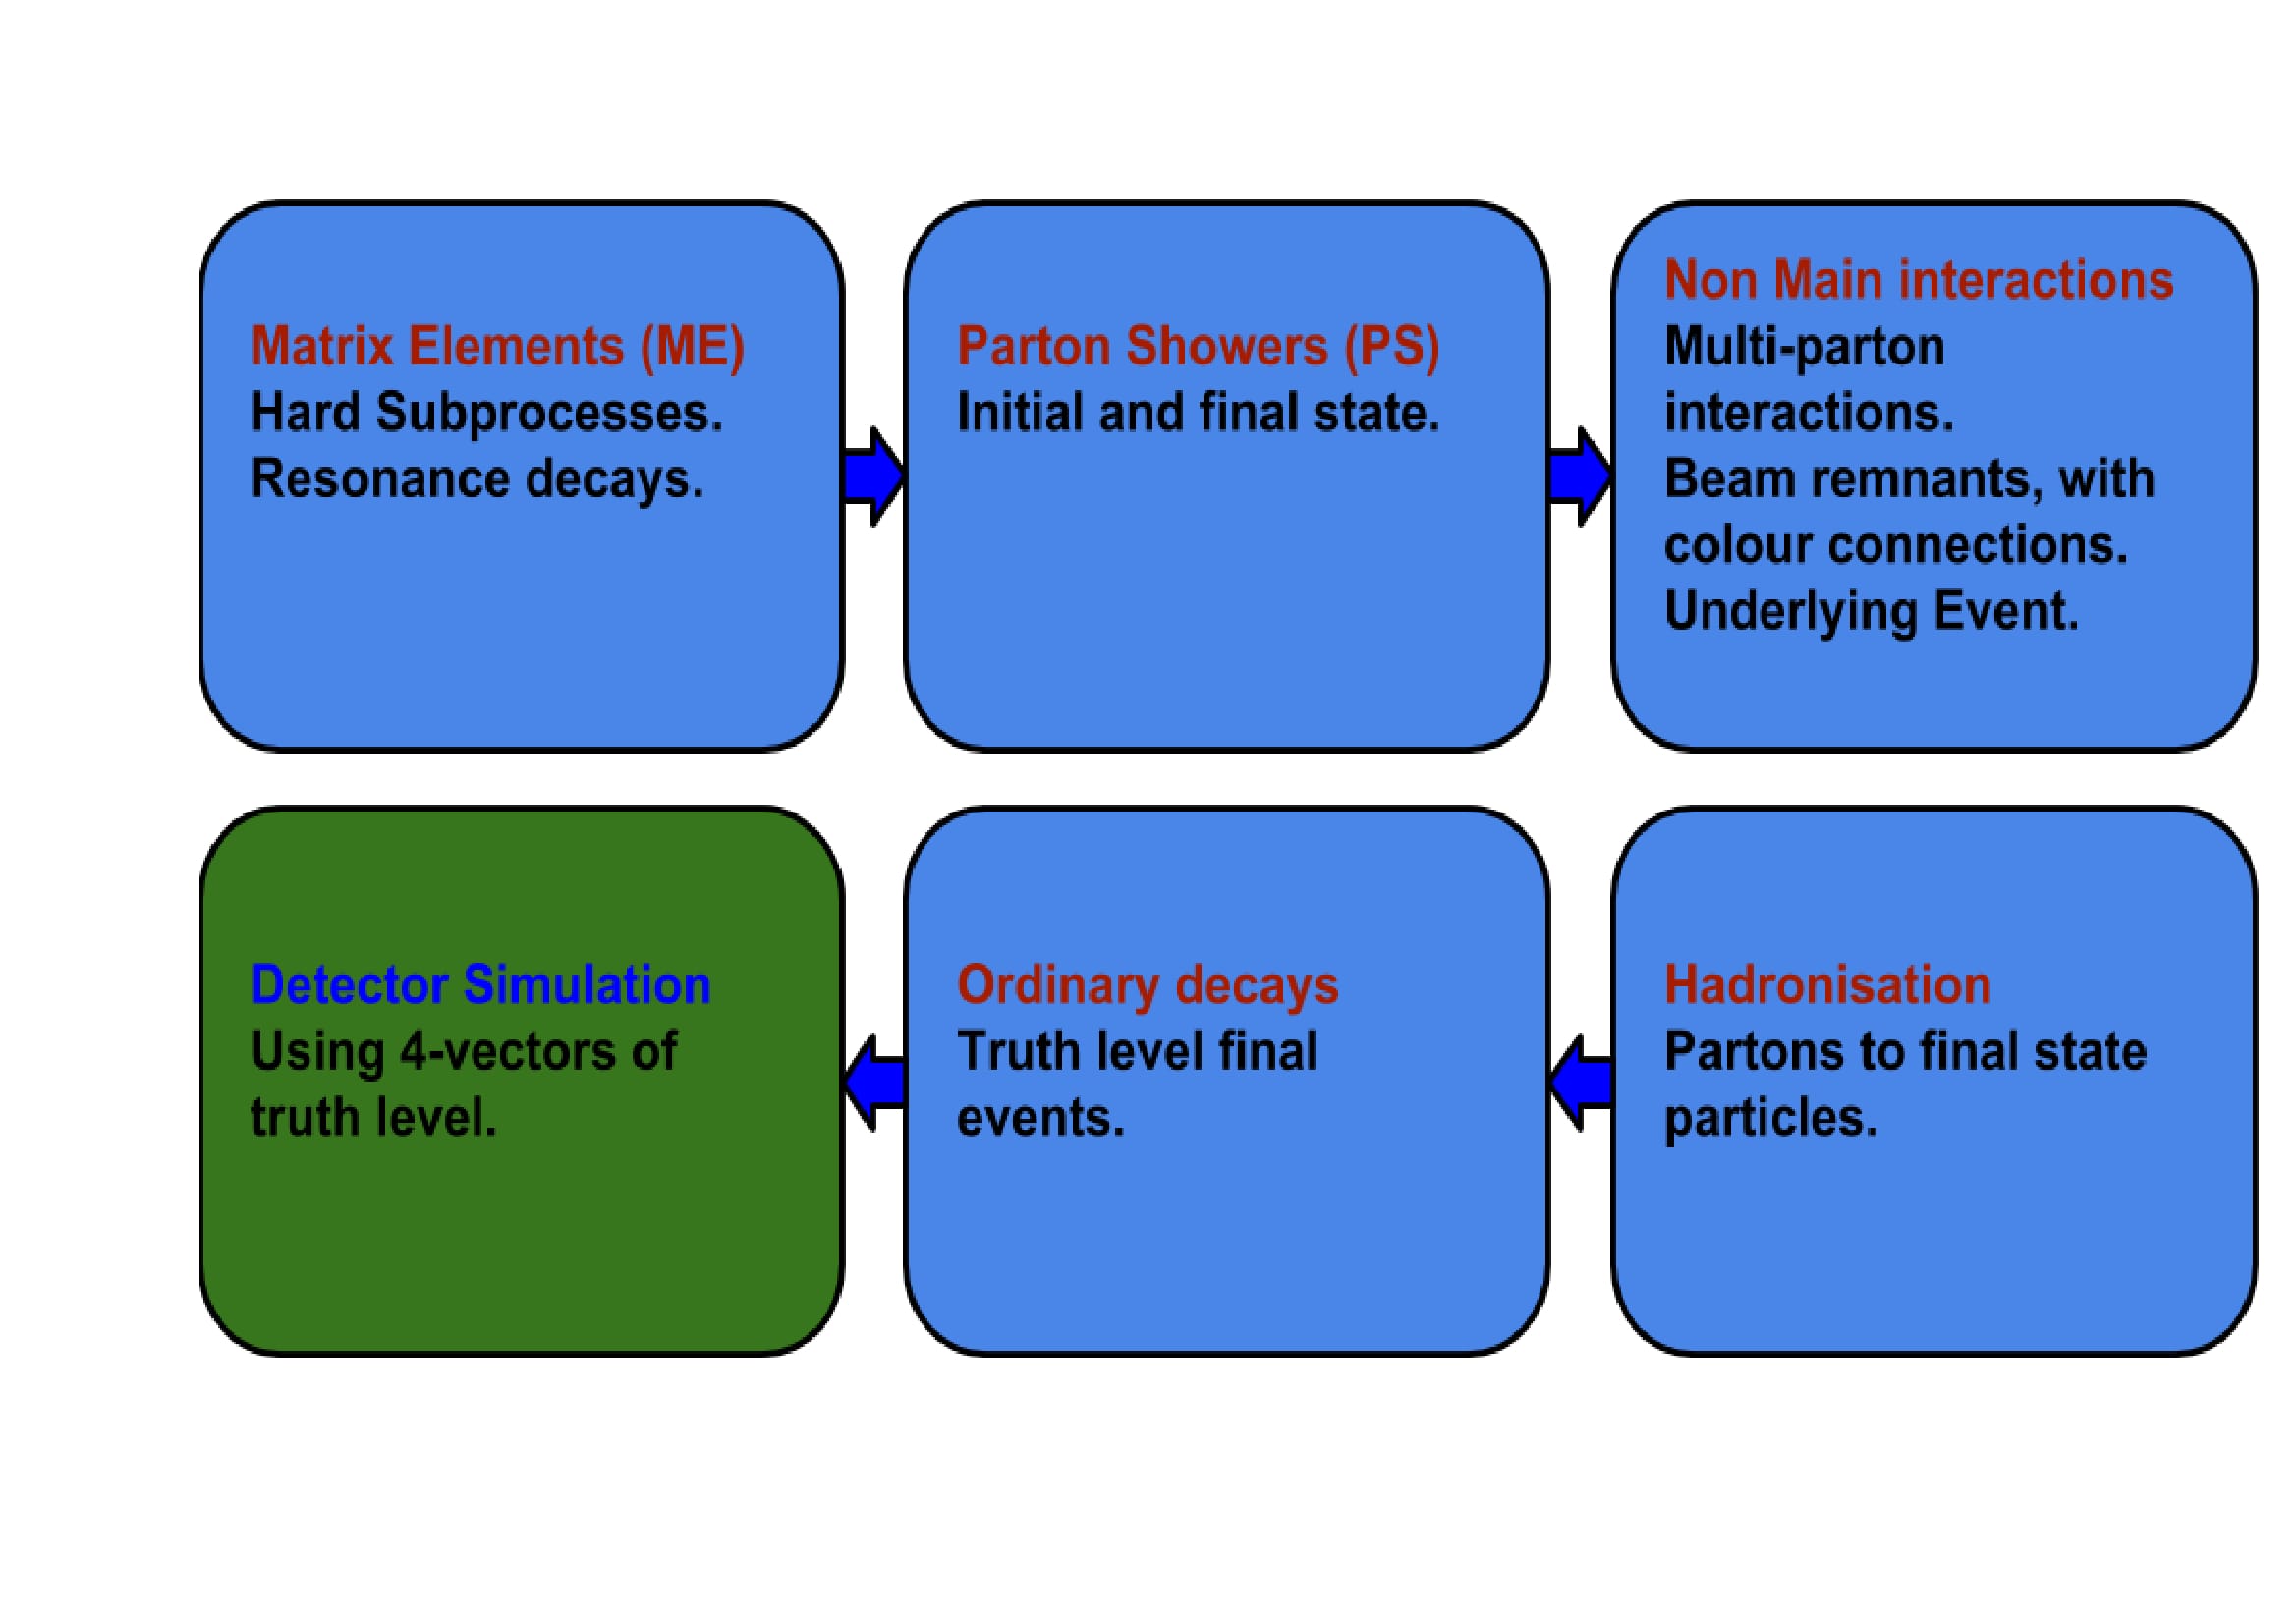 Matrix Elements (ME)
Hard Subprocesses.
Resonance decays.
Parton Showers (PS)
Initial and final state.
Non Main interactions
Multi-parton
interactions.
Beam remnants, with
colour connections.
Underlying Event.
Detector Simulation
Using 4-vectors of
truth level.
Ordinary decays
Truth level final
events.
Hadronisation
Partons to final state
particles.